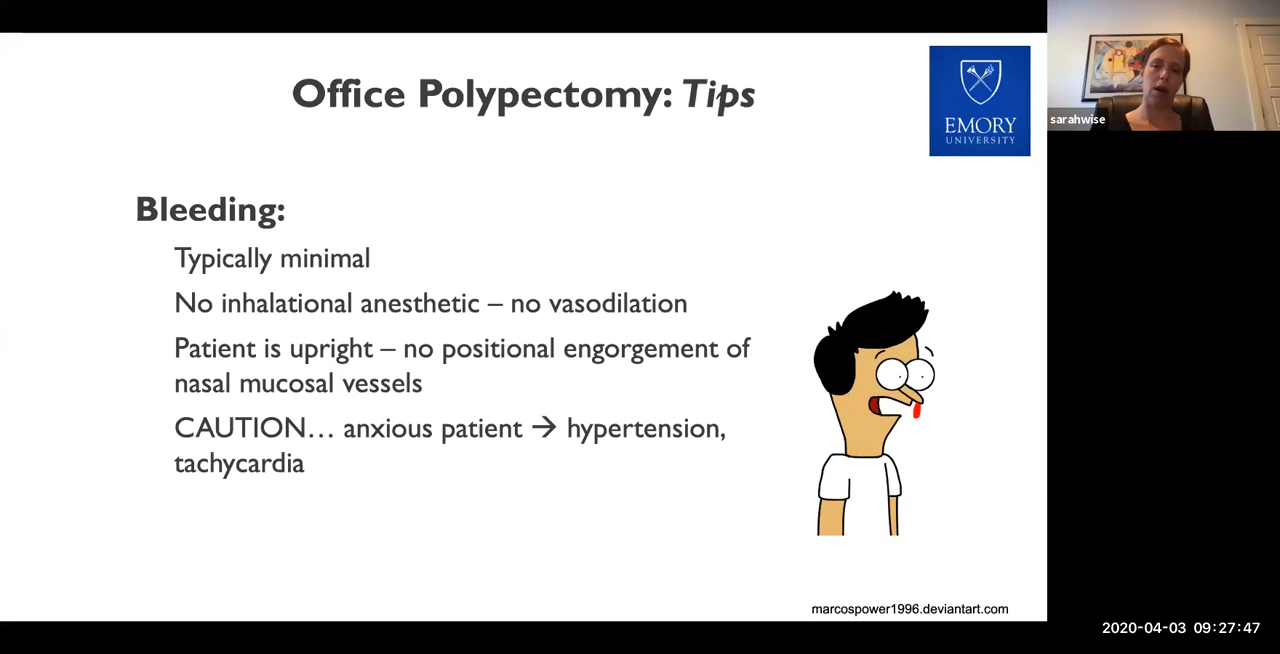 Office Polypectomy: Tips
EMORY
UNIVERSITY
sarahwise
Bleeding:
Typically minimal
No inhalational anesthetic – no vasodilation
Patient is upright – no positional engorgement of
nasal mucosal vessels
CAUTION… anxious patient → hypertension,
tachycardia
marcospower1996.deviantart.com
2020-04-03 09:27:47